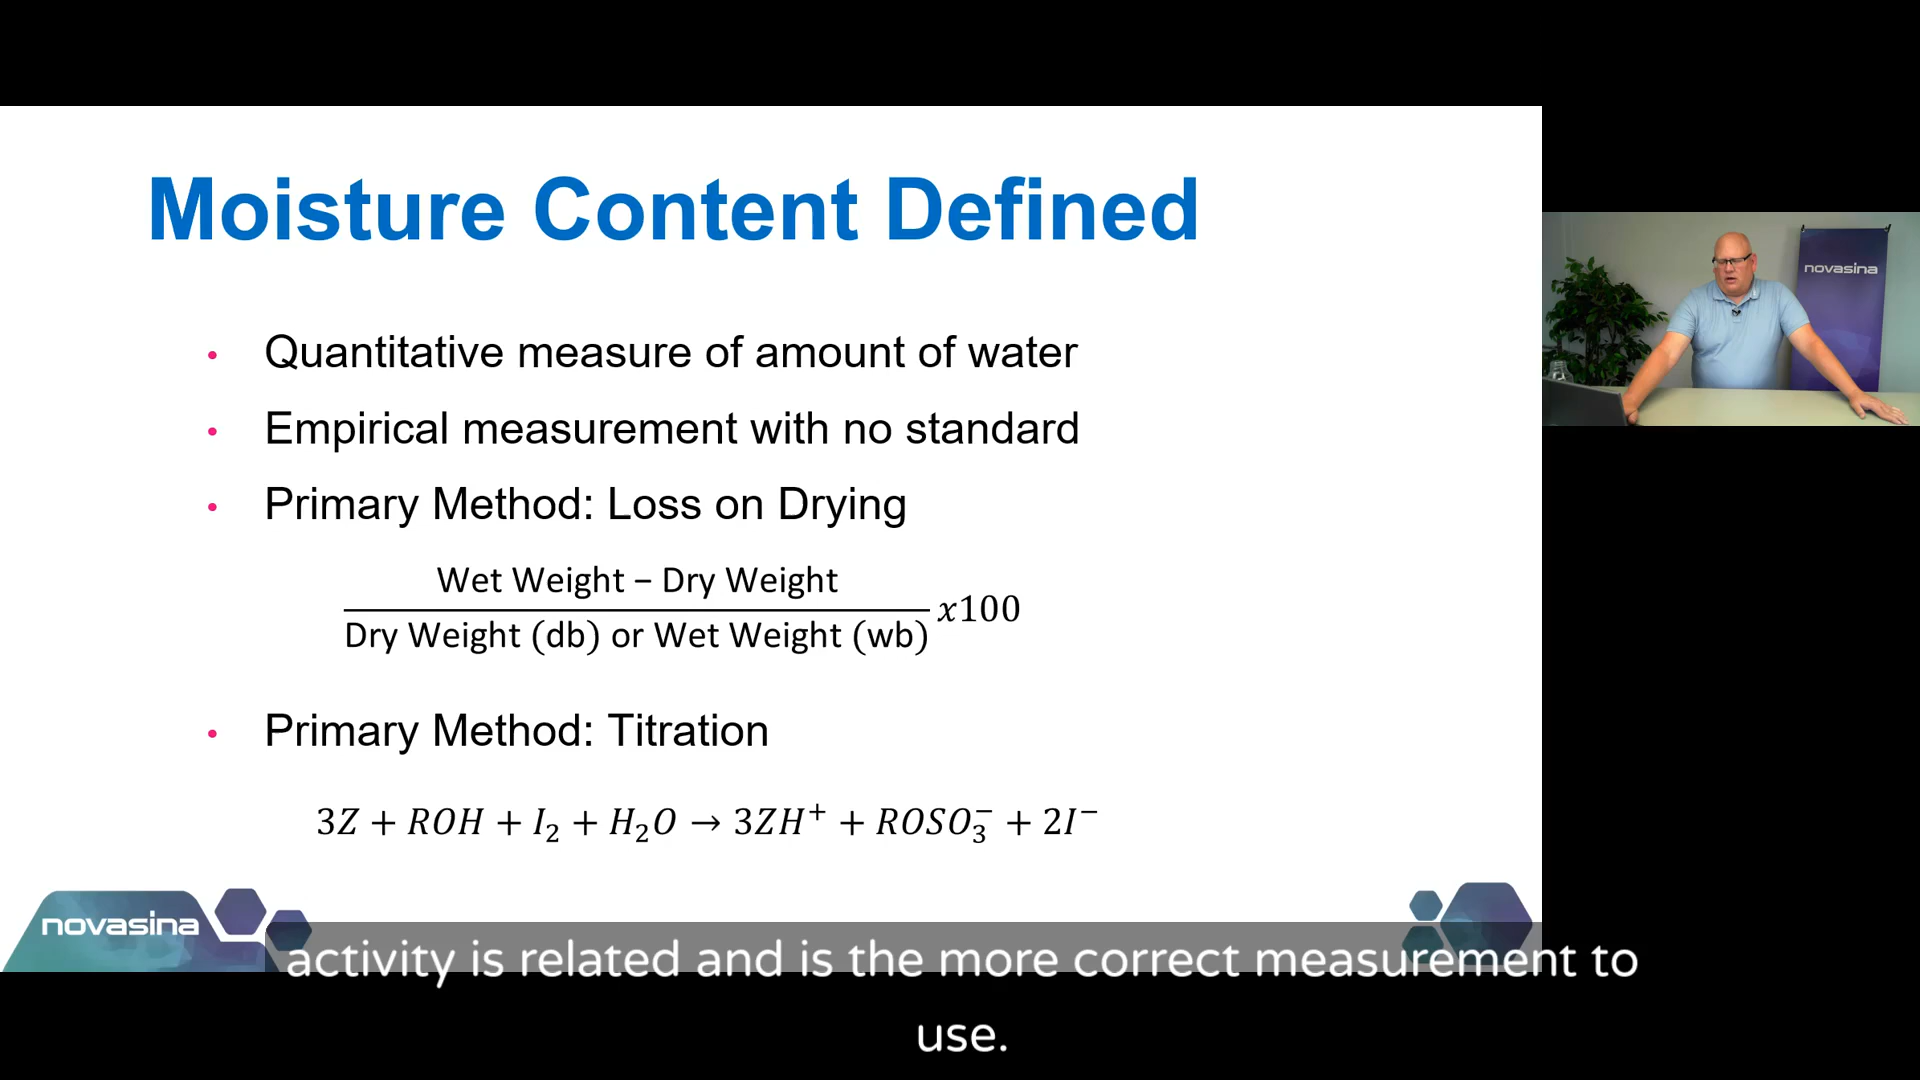 Moisture Content Defined
• Quantitative measure of amount of water
• Empirical measurement with no standard
• Primary Method: Loss on Drying
Wet Weight − Dry Weight
Dry Weight (db) or Wet Weight (wb)
x100
• Primary Method: Titration
3Z + ROH + I₂ + H₂O → 3ZH⁺ + ROSO₃⁻ + 2I⁻
novasina
novasina
activity is related and is the more correct measurement to
use.